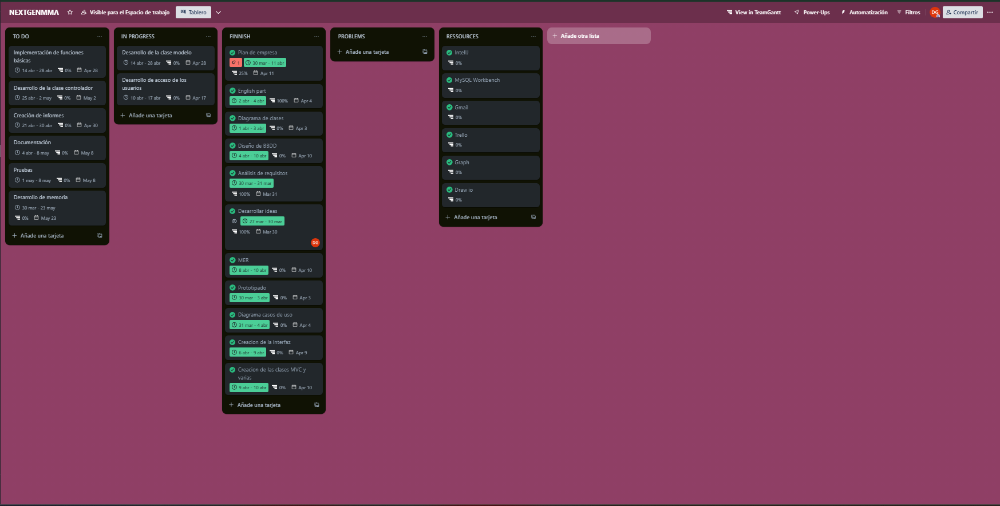 NEXTGENMMA Visible para el Espacio de trabajo Tablero View in TeamGantt Power-Ups Automatización Filtros DG Compartir
TO DO
Implementación de funciones
básicas
14 abr - 28 abr 0% Apr 28
Desarrollo de la clase controlador
25 abr - 2 may 0% May 2
Creación de informes
21 abr - 30 abr 0% Apr 30
Documentación
4 abr - 8 may 0% May 8
Pruebas
1 may - 8 may 0% May 8
Desarrollo de memoria
30 mar - 23 may
0% May 23
Añade una tarjeta
IN PROGRESS
Desarrollo de la clase modelo
14 abr - 28 abr 0% Apr 28
Desarrollo de acceso de los
usuarios
10 abr - 17 abr 0% Apr 17
Añade una tarjeta
FINNISH
Plan de empresa
1 30 mar - 11 abr
25% Apr 11
English part
2 abr - 4 abr 100% Apr 4
Diagrama de clases
1 abr - 3 abr 0% Apr 3
Diseño de BBDD
4 abr - 10 abr 0% Apr 10
Análisis de requisitos
30 mar - 31 mar
100% Mar 31
Desarrollar ideas
27 mar - 30 mar
100% Mar 30
DG
MER
8 abr - 10 abr 0% Apr 10
Prototipado
30 mar - 3 abr 0% Apr 3
Diagrama casos de uso
31 mar - 4 abr 0% Apr 4
Creacion de la interfaz
6 abr - 9 abr 0% Apr 9
Creacion de las clases MVC y
varias
9 abr - 10 abr 0% Apr 10
Añade una tarjeta
PROBLEMS
Añade una tarjeta
RESSOURCES
IntellJ
0%
MySQL Workbench
0%
Gmail
0%
Trello
0%
Graph
0%
Draw io
0%
Añade una tarjeta
Añade otra lista